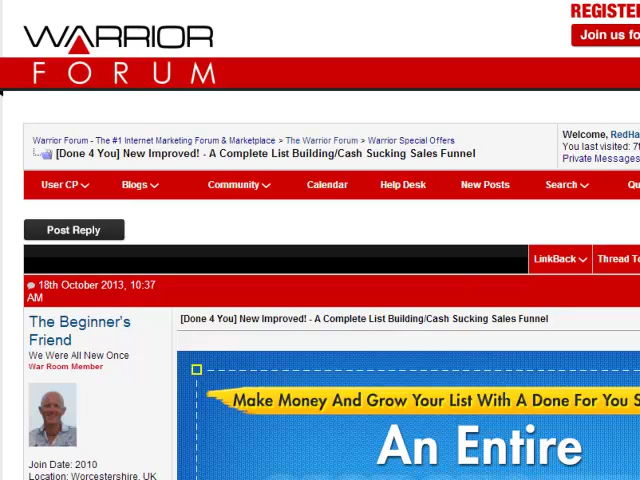 REGISTER
WARRIOR
Join us fo
FORUM
Warrior Forum - The #1 Internet Marketing Forum & Marketplace > The Warrior Forum > Warrior Special Offers
[Done 4 You] New Improved! - A Complete List Building/Cash Sucking Sales Funnel
Welcome, RedHa
You last visited: 7t
Private Messages
User CP Blogs Community Calendar Help Desk New Posts Search Qu
Post Reply
LinkBack Thread To
18th October 2013, 10:37
AM
The Beginner's
Friend
We Were All New Once
War Room Member
Join Date: 2010
Location: Worcestershire, UK
[Done 4 You] New Improved! - A Complete List Building/Cash Sucking Sales Funnel
Make Money And Grow Your List With A Done For You S
An Entire